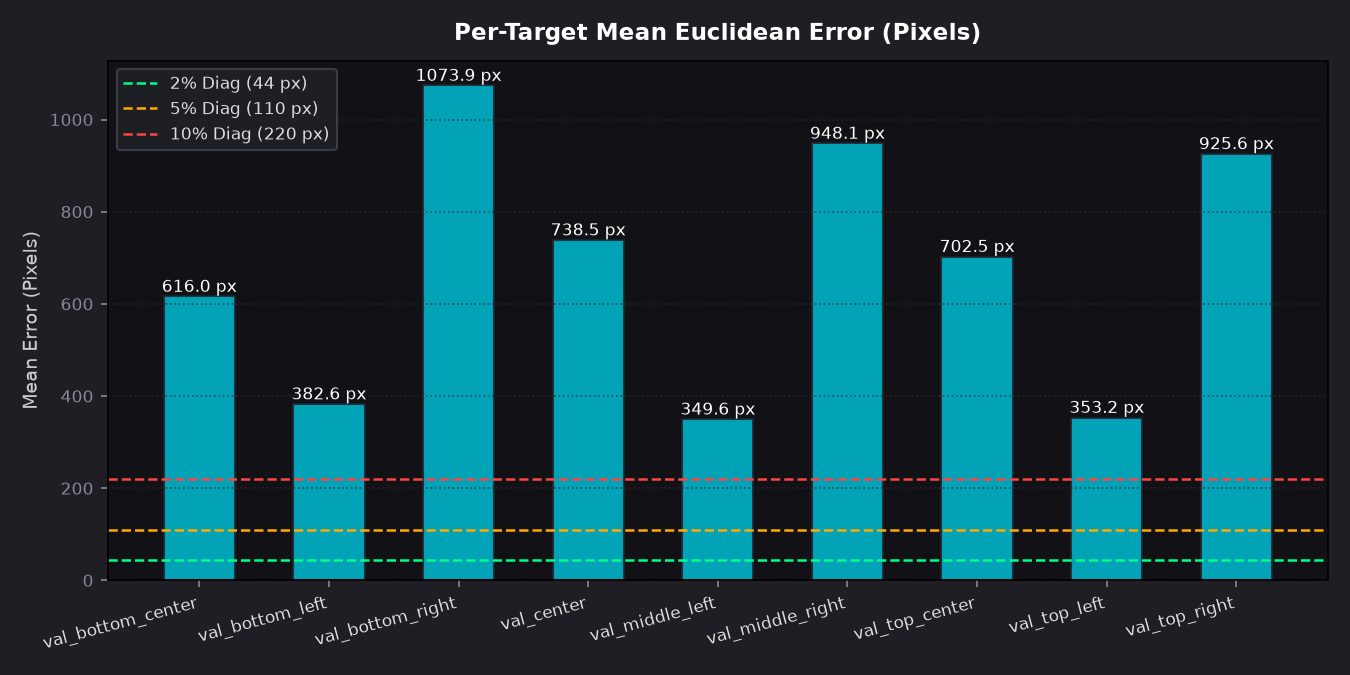 Per-Target Mean Euclidean Error (Pixels)
2% Diag (44 px)
5% Diag (110 px)
10% Diag (220 px)
Mean Error (Pixels)
1000
800
600
400
200
0
616.0 px
382.6 px
1073.9 px
738.5 px
349.6 px
948.1 px
702.5 px
353.2 px
925.6 px
val_bottom_center
val_bottom_left
val_bottom_right
val_center
val_middle_left
val_middle_right
val_top_center
val_top_left
val_top_right